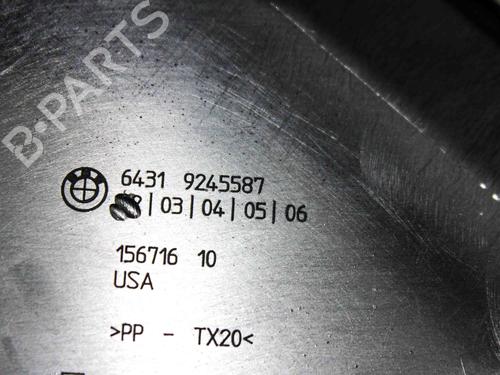 B-PARTS
6431 9245587
| 03 | 04 | 05 | 06
156716 10
USA
>PP - TX20<